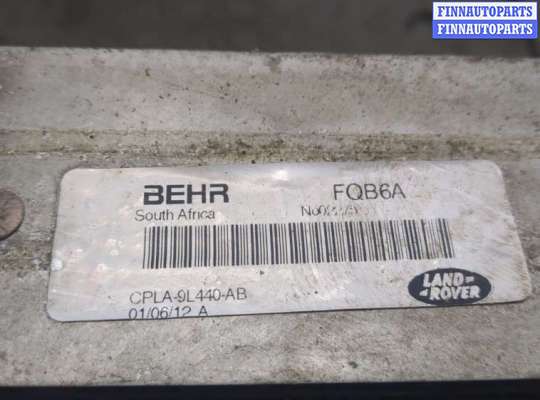 FINNAUTOPARTS
FINNAUTOPARTS
BEHR FQB6A
South Africa
CPLA-9L440-AB
01/06/12 A
LAND-
-ROVER